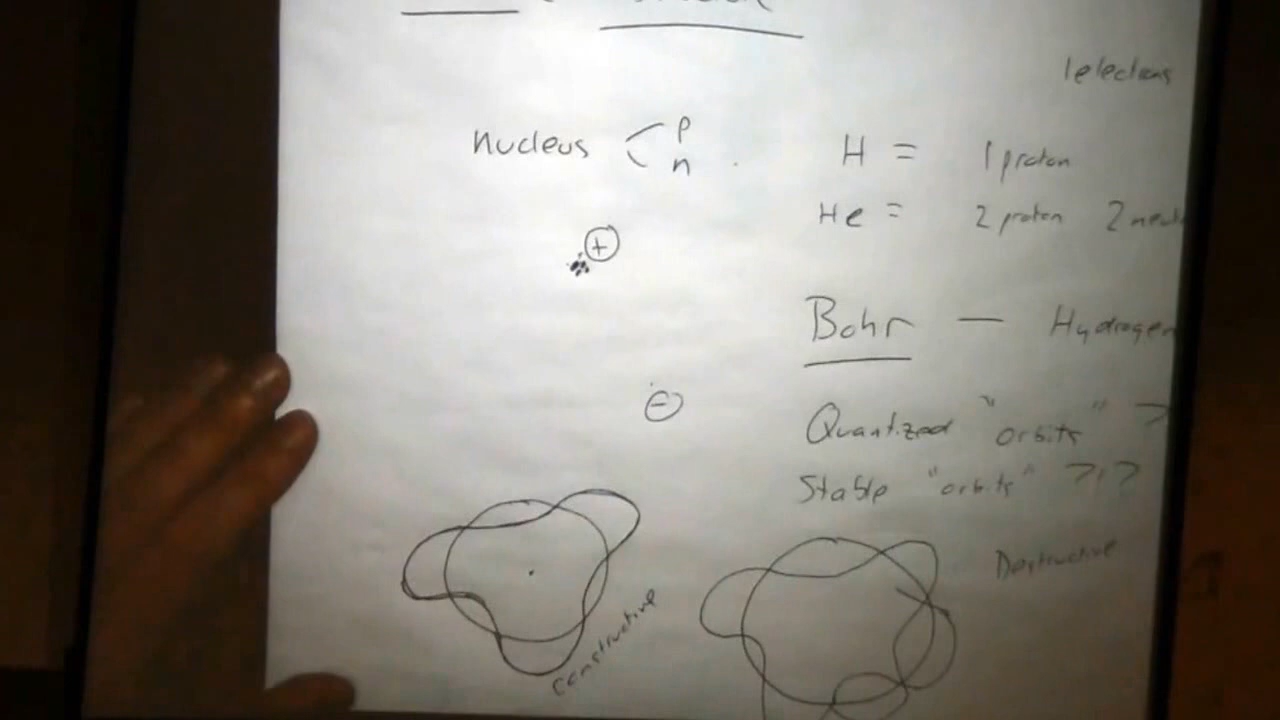 nucleus < p
n
1electrons
H = 1 proton
He = 2 proton 2 neut
+
Bohr — Hydrogen
−
Quantized "orbits" ?
Stable "orbits" ??
constructive
Destructive